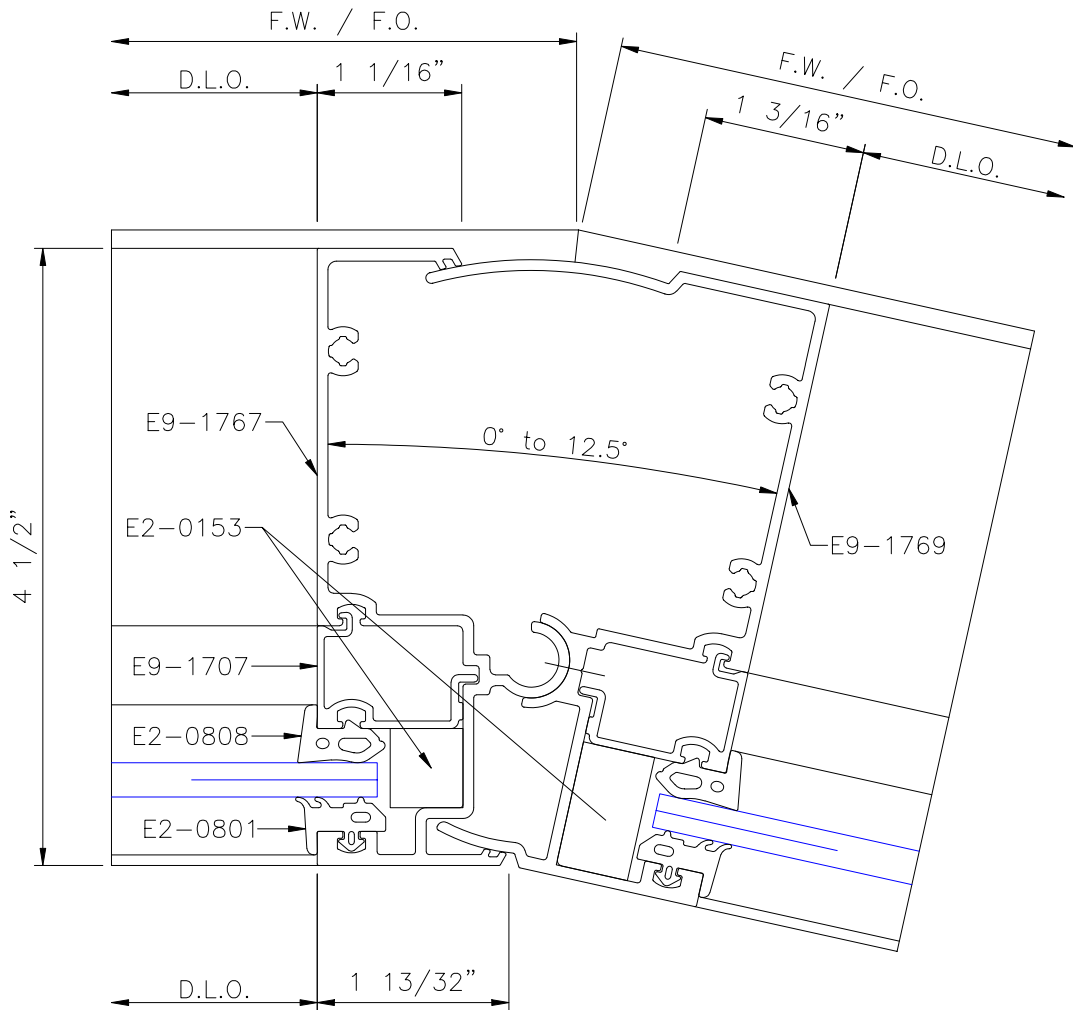 F.W. / F.O.
D.L.O.
1 1/16”
F.W. / F.O.
1 3/16”
D.L.O.
E9-1767
0° to 12.5°
E2-0153
E9-1769
4 1/2”
E9-1707
E2-0808
E2-0801
D.L.O.
1 13/32”